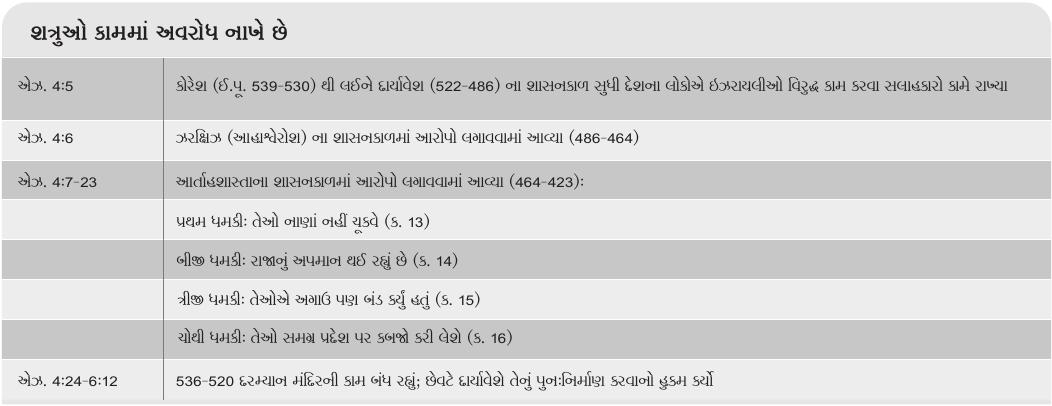 શત્રુઓ કામમાં અવરોધ નાખે છે
એઝ. 4:5 કોરેશ (ઈ.પૂ. 539-530) થી લઈને દાર્યાવેશ (522-486) ના શાસનકાળ સુધી દેશના લોકોએ ઇઝરાયલીઓ વિરુદ્ધ કામ કરવા સલાહકારો કામે રાખ્યા
એઝ. 4:6 ઝરક્ષિઝ (આહાશ્વેરોશ) ના શાસનકાળમાં આરોપો લગાવવામાં આવ્યા (486-464)
એઝ. 4:7-23 આર્તાહશાસ્તાના શાસનકાળમાં આરોપો લગાવવામાં આવ્યા (464-423):
પ્રથમ ધમકી: તેઓ નાણાં નહીં ચૂકવે (ક. 13)
બીજી ધમકી: રાજાનું અપમાન થઈ રહ્યું છે (ક. 14)
ત્રીજી ધમકી: તેઓએ અગાઉ પણ બંડ કર્યું હતું (ક. 15)
ચોથી ધમકી: તેઓ સમગ્ર પ્રદેશ પર કબજો કરી લેશે (ક. 16)
એઝ. 4:24-6:12 536-520 દરમ્યાન મંદિરની કામ બંધ રહ્યું; છેવટે દાર્યાવેશે તેનું પુનઃનિર્માણ કરવાનો હુકમ કર્યો